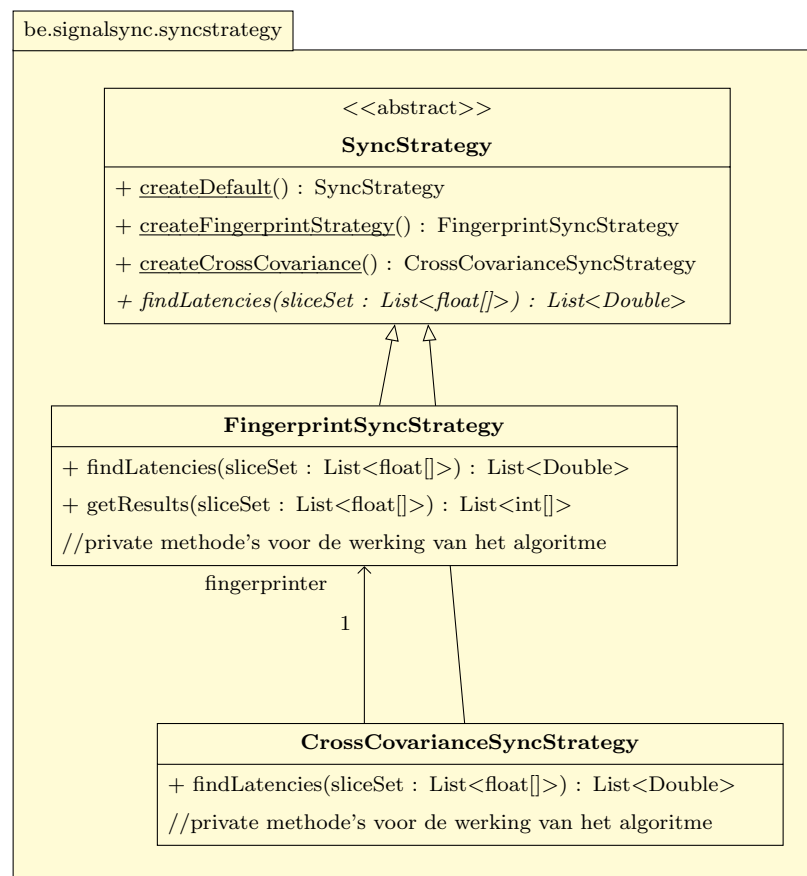 be.signalsync.syncstrategy
<<abstract>>
SyncStrategy
+ createDefault() : SyncStrategy
+ createFingerprintStrategy() : FingerprintSyncStrategy
+ createCrossCovariance() : CrossCovarianceSyncStrategy
+ findLatencies(sliceSet : List<float[]>) : List<Double>
FingerprintSyncStrategy
+ findLatencies(sliceSet : List<float[]>) : List<Double>
+ getResults(sliceSet : List<float[]>) : List<int[]>
//private methode's voor de werking van het algoritme
fingerprinter
1
CrossCovarianceSyncStrategy
+ findLatencies(sliceSet : List<float[]>) : List<Double>
//private methode's voor de werking van het algoritme